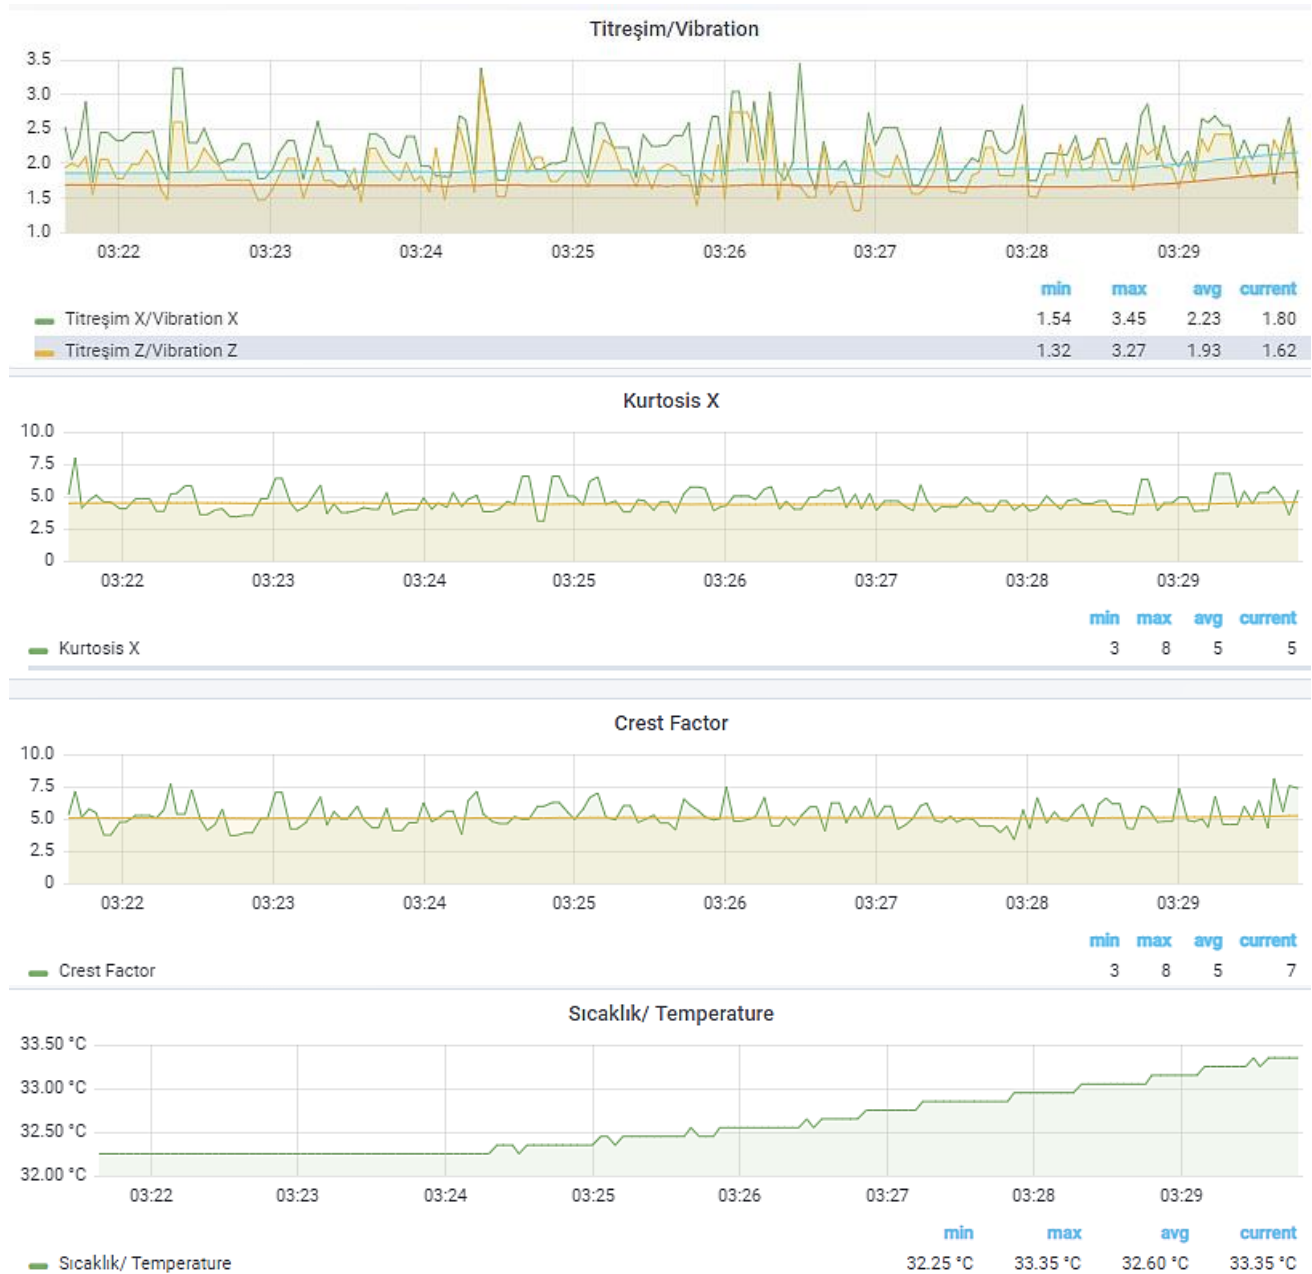 Titreşim/Vibration
3.5
3.0
2.5
2.0
1.5
1.0
03:22 03:23 03:24 03:25 03:26 03:27 03:28 03:29
min max avg current
Titreşim X/Vibration X 1.54 3.45 2.23 1.80
Titreşim Z/Vibration Z 1.32 3.27 1.93 1.62
Kurtosis X
10.0
7.5
5.0
2.5
0
03:22 03:23 03:24 03:25 03:26 03:27 03:28 03:29
min max avg current
Kurtosis X 3 8 5 5
Crest Factor
10.0
7.5
5.0
2.5
0
03:22 03:23 03:24 03:25 03:26 03:27 03:28 03:29
min max avg current
Crest Factor 3 8 5 7
Sıcaklık/ Temperature
33.50 °C
33.00 °C
32.50 °C
32.00 °C
03:22 03:23 03:24 03:25 03:26 03:27 03:28 03:29
min max avg current
Sıcaklık/ Temperature 32.25 °C 33.35 °C 32.60 °C 33.35 °C